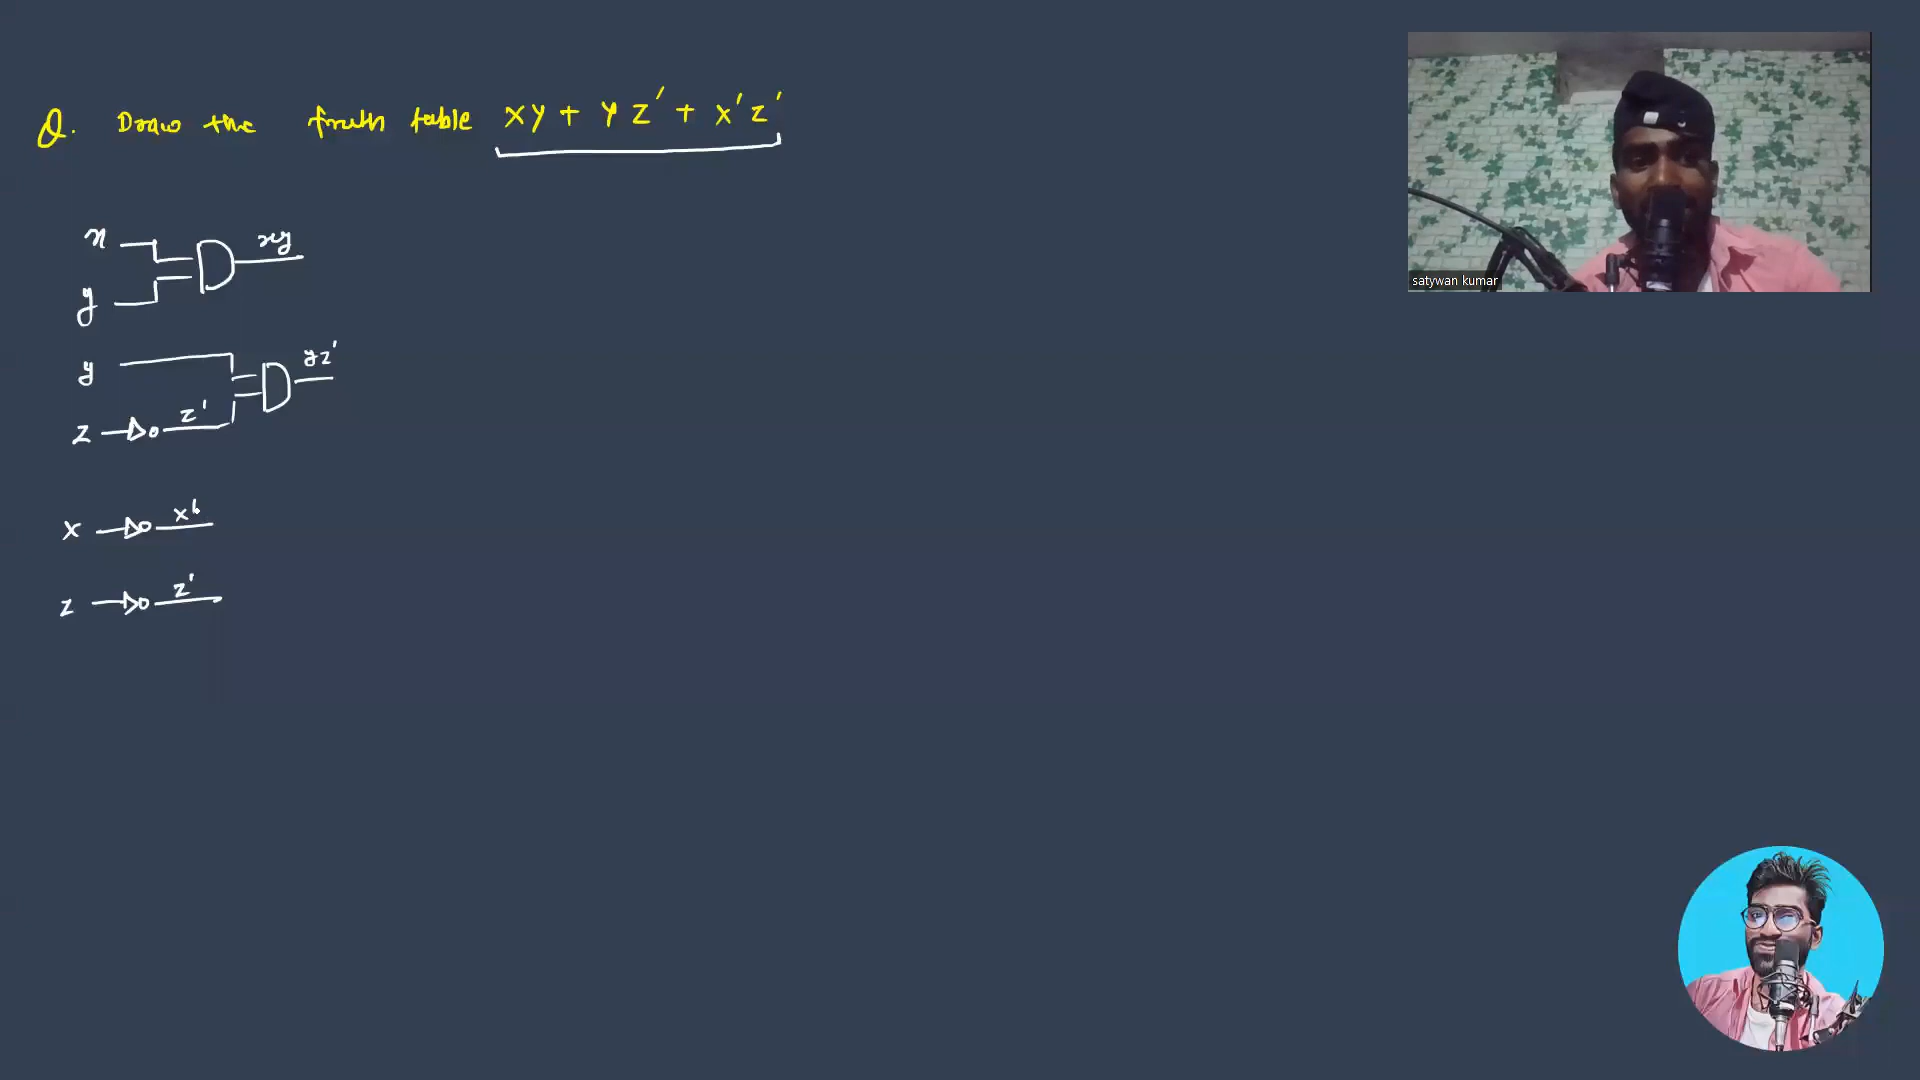 Q. Draw the truth table xy + yz' + x'z'
x
xy
y
y
yz'
z z'
x x'
z z'
satywan kumar